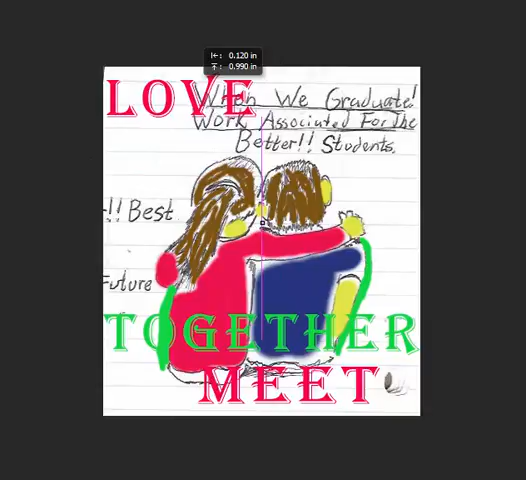 0.120 in
0.990 in
LOVE
When We Graduate!
Work Associated For the
Better!! Students.
!! Best
Future
TOGETHER
MEET